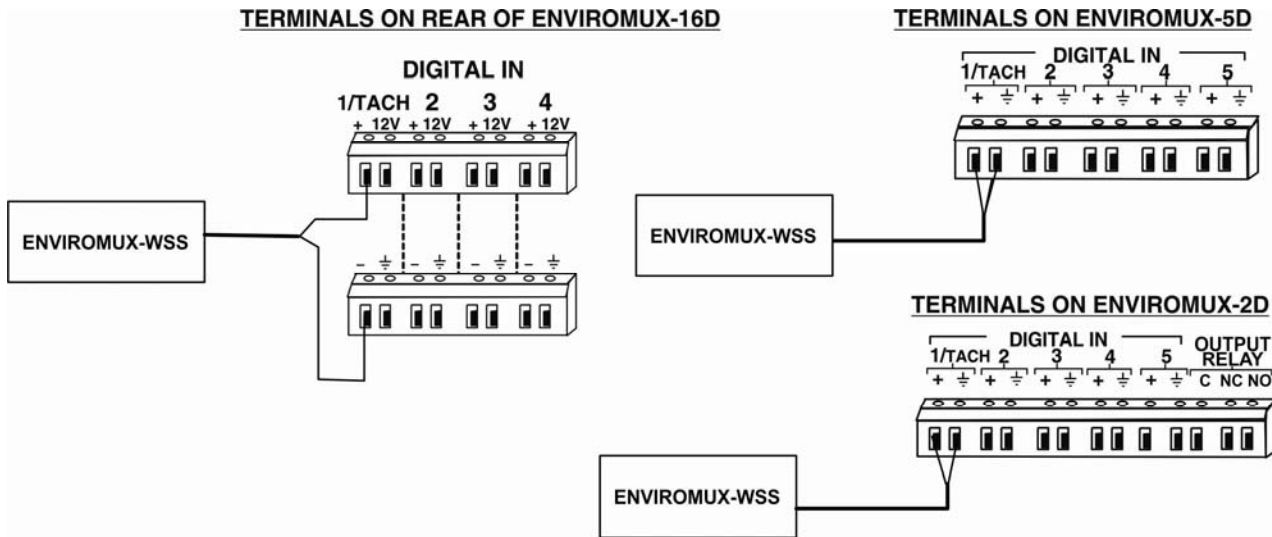 TERMINALS ON REAR OF ENVIROMUX-16D
DIGITAL IN
1/TACH 2 3 4
+ 12V + 12V + 12V + 12V
ENVIROMUX-WSS
– ⏚ – ⏚ – ⏚ – ⏚
TERMINALS ON ENVIROMUX-5D
DIGITAL IN
1/TACH 2 3 4 5
+ ⏚ + ⏚ + ⏚ + ⏚ + ⏚
ENVIROMUX-WSS
TERMINALS ON ENVIROMUX-2D
DIGITAL IN
OUTPUT
RELAY
1/TACH 2 3 4 5
+ ⏚ + ⏚ + ⏚ + ⏚ + ⏚ C NC NO
ENVIROMUX-WSS